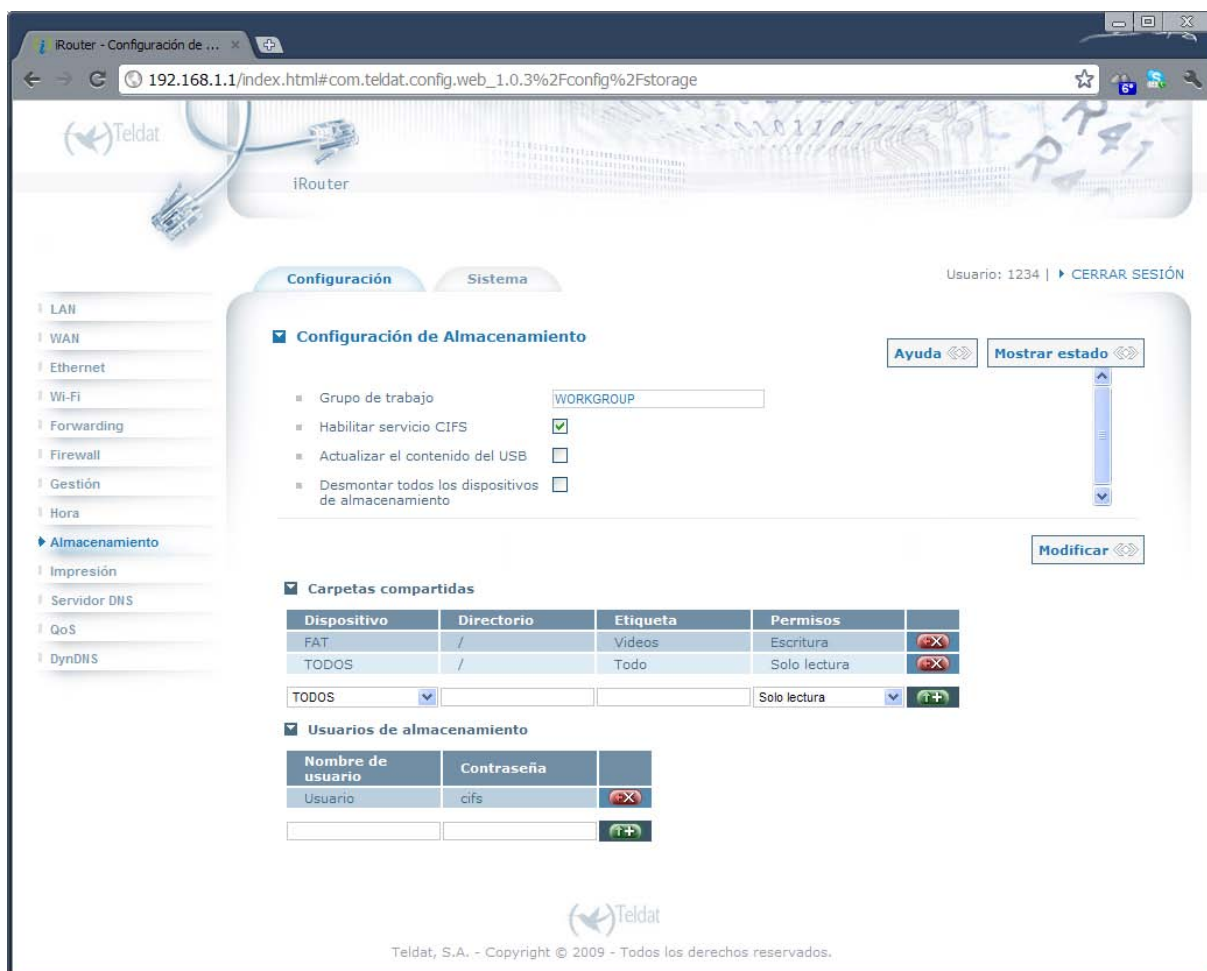 iRouter - Configuración de ...
192.168.1.1/index.html#com.teldat.config.web_1.0.3%2Fconfig%2Fstorage
6°
Teldat
iRouter
Configuración
Sistema
Usuario: 1234 | CERRAR SESIÓN
LAN
WAN
Ethernet
Wi-Fi
Forwarding
Firewall
Gestión
Hora
Almacenamiento
Impresión
Servidor DNS
QoS
DynDNS
Configuración de Almacenamiento
Ayuda
Mostrar estado
Grupo de trabajo WORKGROUP
Habilitar servicio CIFS
Actualizar el contenido del USB
Desmontar todos los dispositivos
de almacenamiento
Modificar
Carpetas compartidas
Dispositivo Directorio Etiqueta Permisos
FAT / Videos Escritura
TODOS / Todo Solo lectura
TODOS Solo lectura
Usuarios de almacenamiento
Nombre de
usuario Contraseña
Usuario cifs
Teldat
Teldat, S.A. - Copyright © 2009 - Todos los derechos reservados.